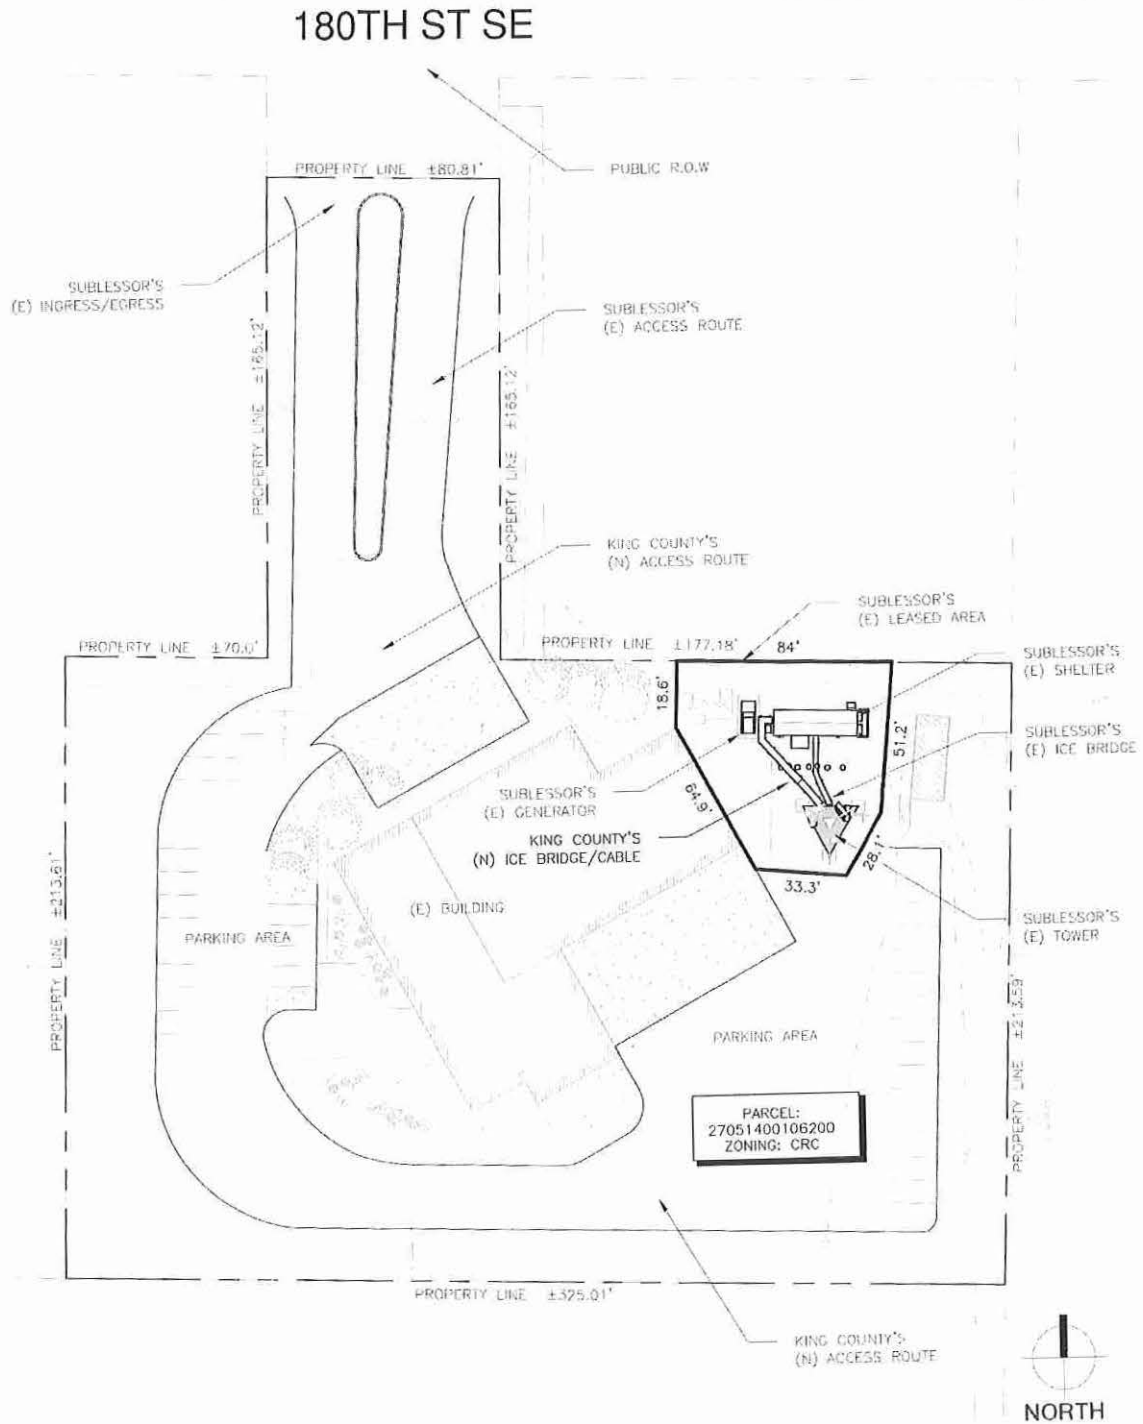 180TH ST SE
PROPERTY LINE ±80.81'
PUBLIC R.O.W
SUBLESSOR'S
(E) INGRESS/EGRESS
SUBLESSOR'S
(E) ACCESS ROUTE
PROPERTY LINE ±165.12'
PROPERTY LINE ±165.12'
KING COUNTY'S
(N) ACCESS ROUTE
SUBLESSOR'S
(E) LEASED AREA
PROPERTY LINE ±70.0'
PROPERTY LINE ±177.18'
84'
SUBLESSOR'S
(E) SHELTER
18.6'
51.2'
SUBLESSOR'S
(E) ICE BRIDGE
SUBLESSOR'S
(E) GENERATOR
64.9'
KING COUNTY'S
(N) ICE BRIDGE/CABLE
28.1'
33.3'
(E) BUILDING
SUBLESSOR'S
(E) TOWER
PARKING AREA
PROPERTY LINE ±213.61'
PROPERTY LINE ±213.59'
PARKING AREA
PARCEL:
27051400106200
ZONING: CRC
PROPERTY LINE ±325.01'
KING COUNTY'S
(N) ACCESS ROUTE
NORTH